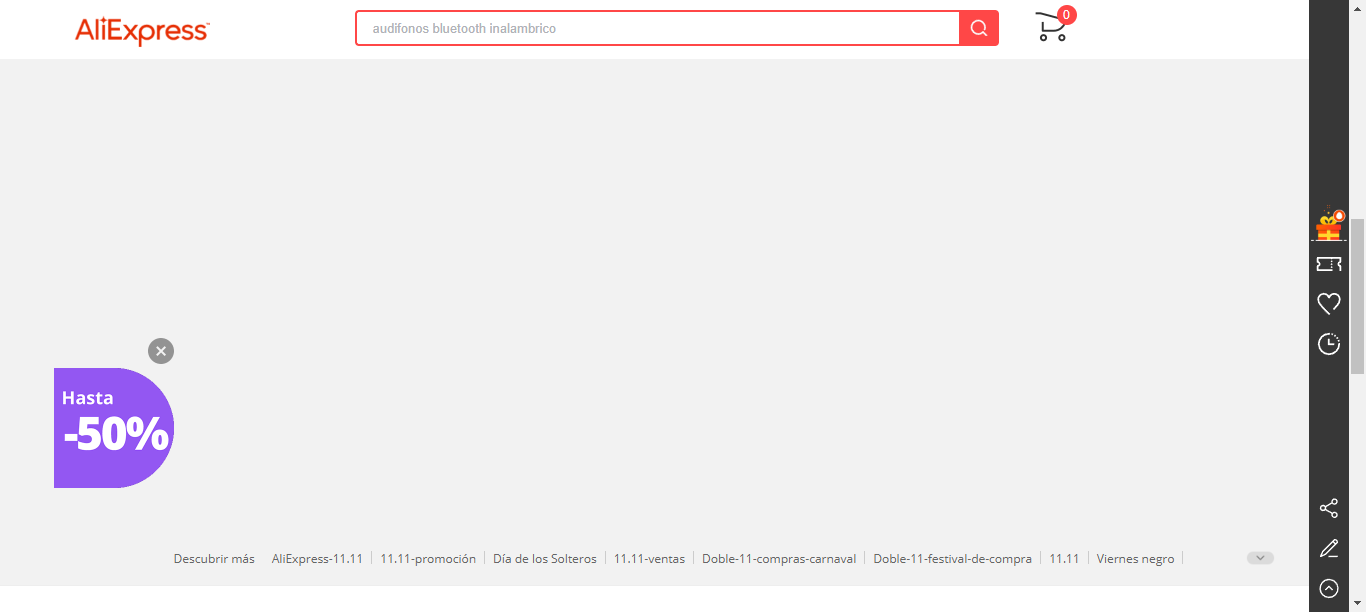 AliExpress
audifonos bluetooth inalambrico
0
Hasta
-50%
Descubrir más AliExpress-11.11 11.11-promoción Día de los Solteros 11.11-ventas Doble-11-compras-carnaval Doble-11-festival-de-compra 11.11 Viernes negro